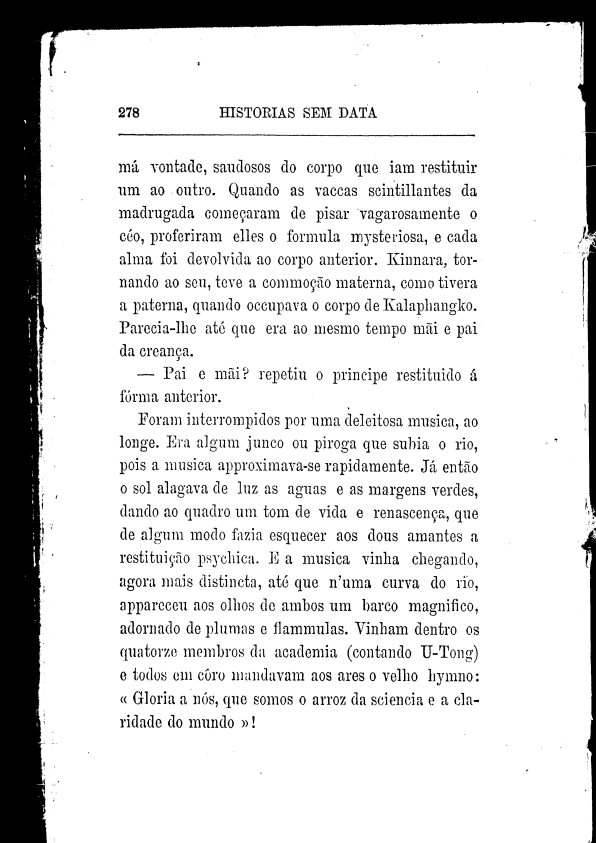 278 HISTORIAS SEM DATA
má vontade, saudosos do corpo que iam restituir
um ao outro. Quando as vaccas scintillantes da
madrugada começaram de pisar vagarosamente o
céo, proferiram elles o formula mysteriosa, e cada
alma foi devolvida ao corpo anterior. Kinnara, tor-
nando ao seu, teve a commoção materna, como tivera
a paterna, quando occupava o corpo de Kalaphangko.
Parecia-lhe até que era ao mesmo tempo mãi e pai
da creança.
— Pai e mãi? repetiu o principe restituido á
fórma anterior.
Foram interrompidos por uma deleitosa musica, ao
longe. Era algum junco ou piroga que subia o rio,
pois a musica approximava-se rapidamente. Já então
o sol alagava de luz as aguas e as margens verdes,
dando ao quadro um tom de vida e renascença, que
de algum modo fazia esquecer aos dous amantes a
restituição psychica. E a musica vinha chegando,
agora mais distincta, até que n'uma curva do rio,
appareceu aos olhos de ambos um barco magnifico,
adornado de plumas e flammulas. Vinham dentro os
quatorze membros da academia (contando U-Tong)
e todos em côro mandavam aos ares o velho hymno:
« Gloria a nós, que somos o arroz da sciencia e a cla-
ridade do mundo »!